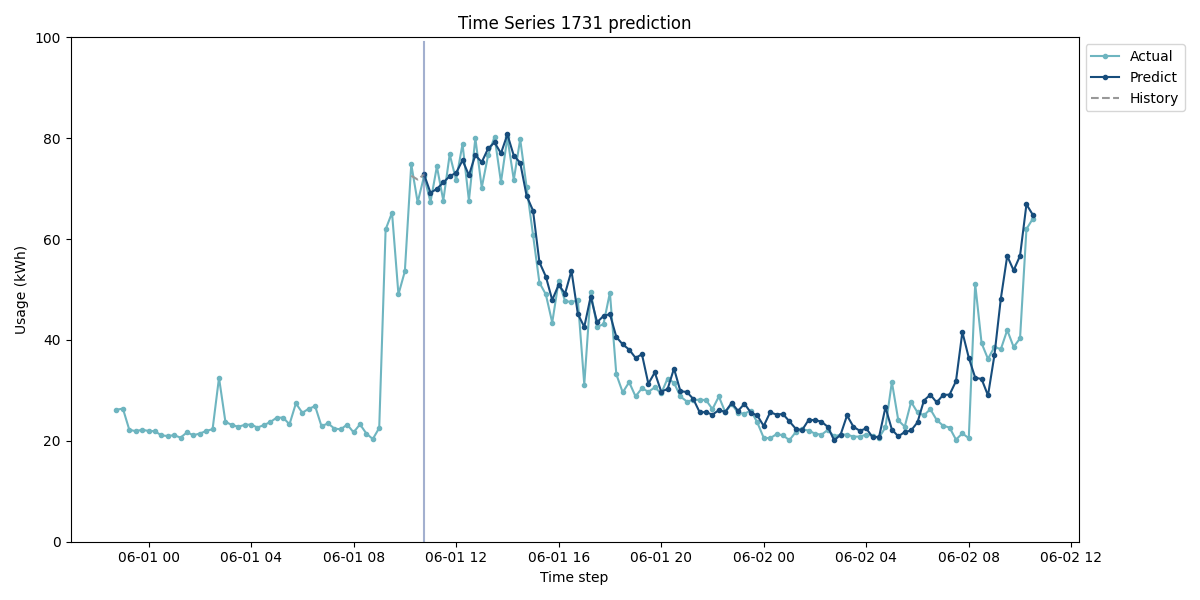 Time Series 1731 prediction
100
80
60
40
20
0
Usage (kWh)
06-01 00
06-01 04
06-01 08
06-01 12
06-01 16
06-01 20
06-02 00
06-02 04
06-02 08
06-02 12
Time step
Actual
Predict
History